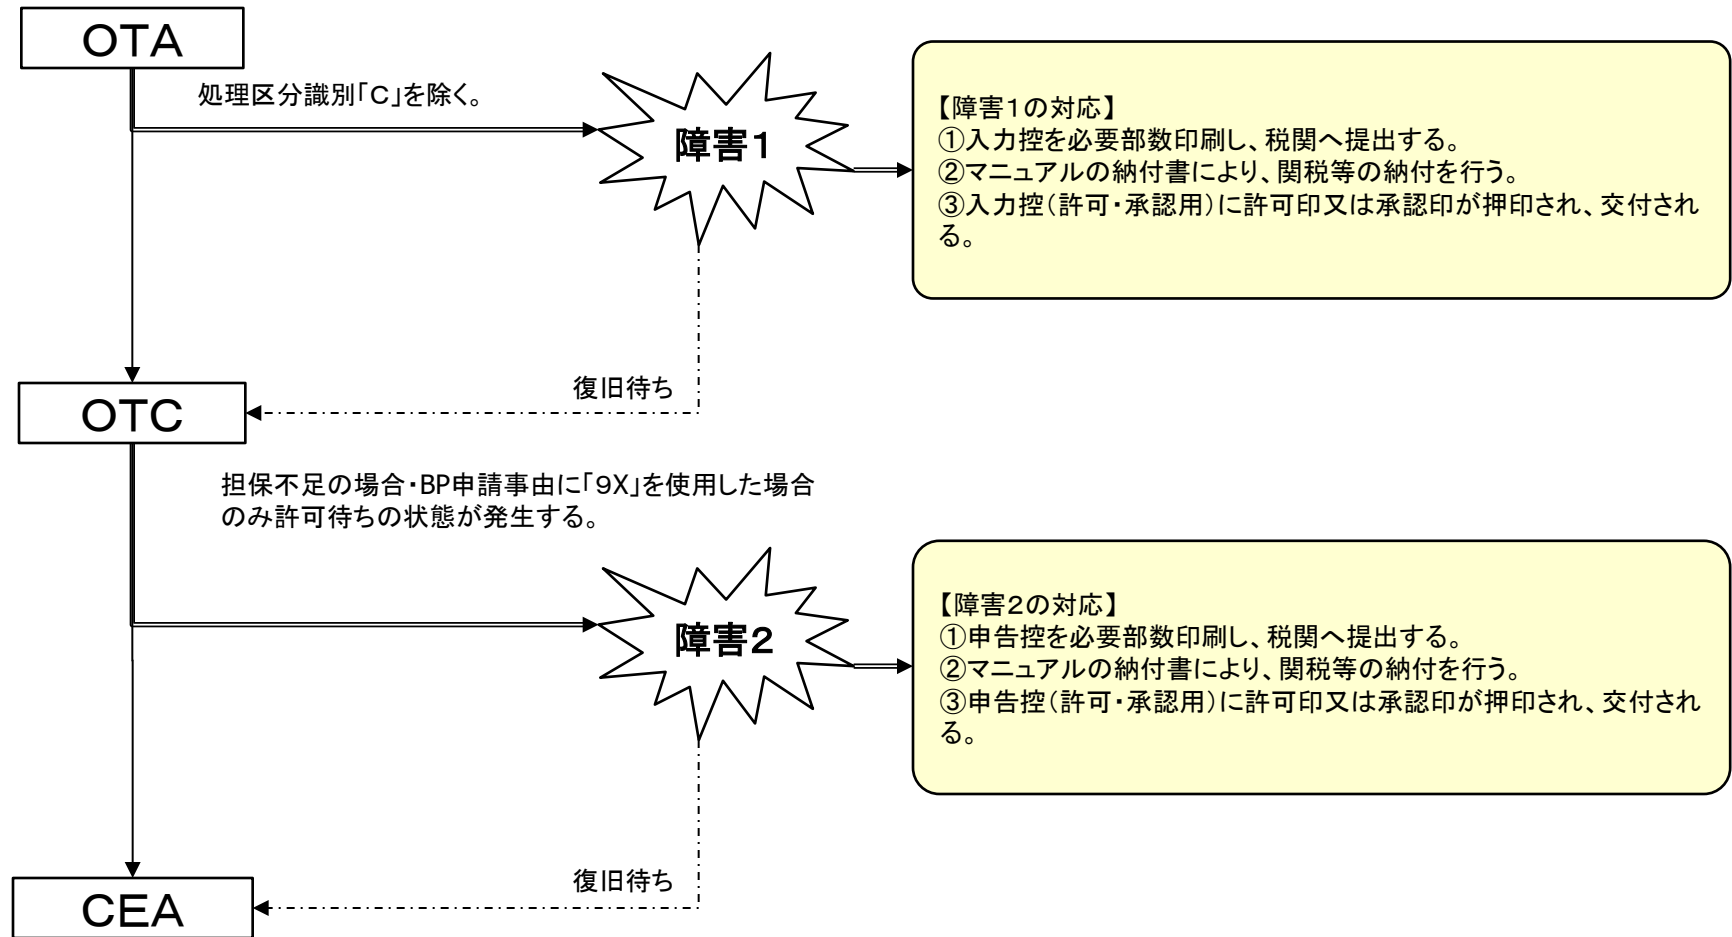 ＯＴＡ
処理区分識別「Ｃ」を除く。
障害１
【障害１の対応】
①入力控を必要部数印刷し、税関へ提出する。
②マニュアルの納付書により、関税等の納付を行う。
③入力控（許可・承認用）に許可印又は承認印が押印され、交付され
る。
復旧待ち
ＯＴＣ
担保不足の場合・BP申請事由に「９X」を使用した場合
のみ許可待ちの状態が発生する。
障害２
【障害２の対応】
①申告控を必要部数印刷し、税関へ提出する。
②マニュアルの納付書により、関税等の納付を行う。
③申告控（許可・承認用）に許可印又は承認印が押印され、交付され
る。
復旧待ち
ＣＥＡ